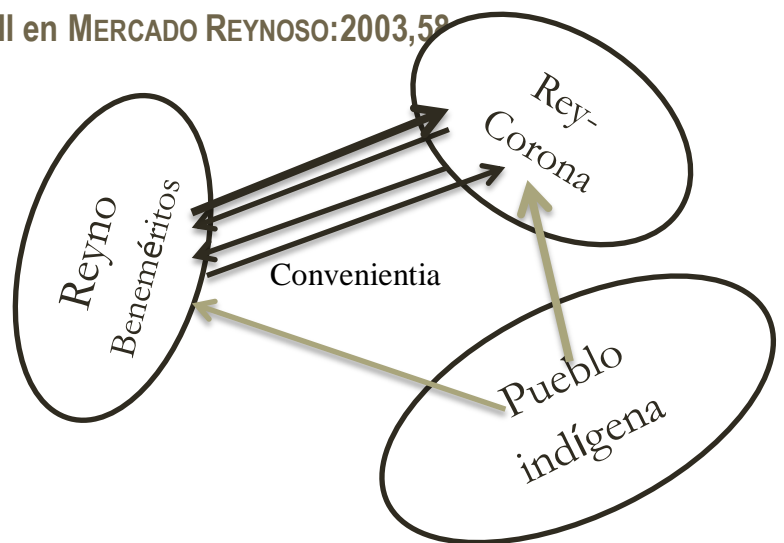 II en MERCADO REYNOSO:2003,58
Rey-
Corona
Reyno
Beneméritos
Convenientia
Pueblo
indígena